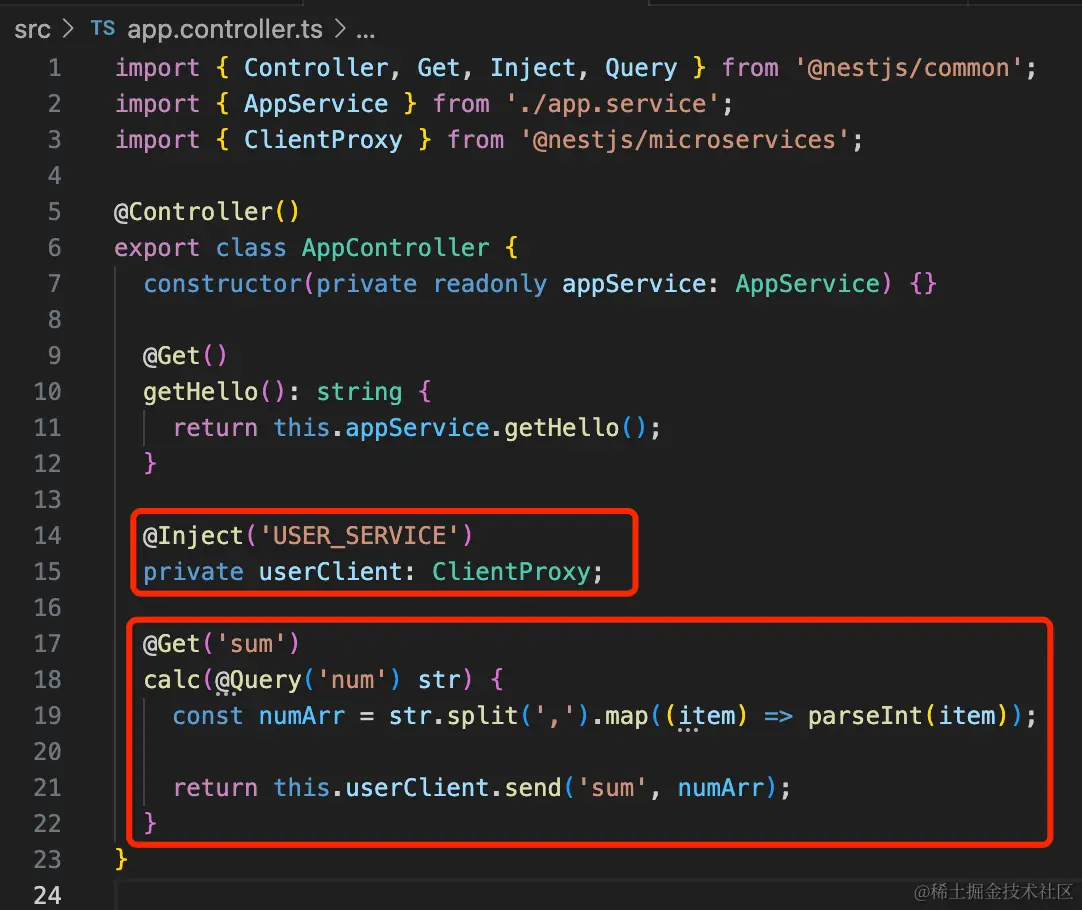 src > TS app.controller.ts > ...
1 import { Controller, Get, Inject, Query } from '@nestjs/common';
2 import { AppService } from './app.service';
3 import { ClientProxy } from '@nestjs/microservices';
4
5 @Controller()
6 export class AppController {
7   constructor(private readonly appService: AppService) {}
8
9   @Get()
10   getHello(): string {
11     return this.appService.getHello();
12   }
13
14   @Inject('USER_SERVICE')
15   private userClient: ClientProxy;
16
17   @Get('sum')
18   calc(@Query('num') str) {
19     const numArr = str.split(',').map((item) => parseInt(item));
20
21     return this.userClient.send('sum', numArr);
22   }
23 }
24
@稀土掘金技术社区